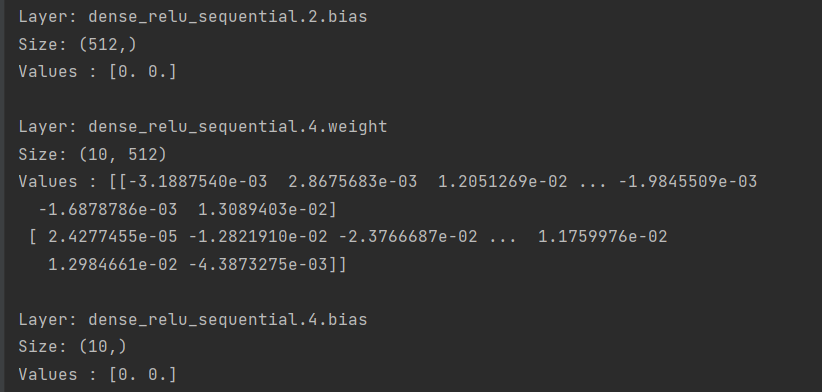 Layer: dense_relu_sequential.2.bias
Size: (512,)
Values : [0. 0.]

Layer: dense_relu_sequential.4.weight
Size: (10, 512)
Values : [[-3.1887540e-03  2.8675683e-03  1.2051269e-02 ... -1.9845509e-03
  -1.6878786e-03  1.3089403e-02]
 [ 2.4277455e-05 -1.2821910e-02 -2.3766687e-02 ...  1.1759976e-02
   1.2984661e-02 -4.3873275e-03]]

Layer: dense_relu_sequential.4.bias
Size: (10,)
Values : [0. 0.]